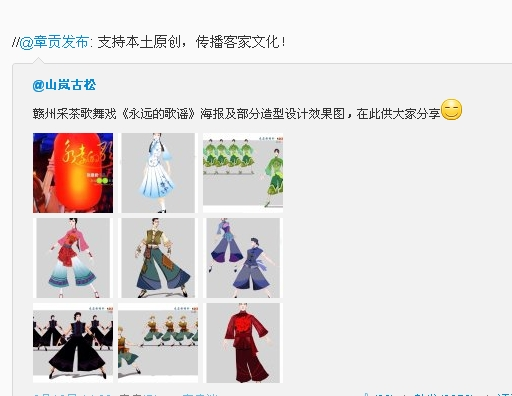 //@章贡发布: 支持本土原创，传播客家文化！
@山岚古松
赣州采茶歌舞戏《永远的歌谣》海报及部分造型设计效果图，在此供大家分享